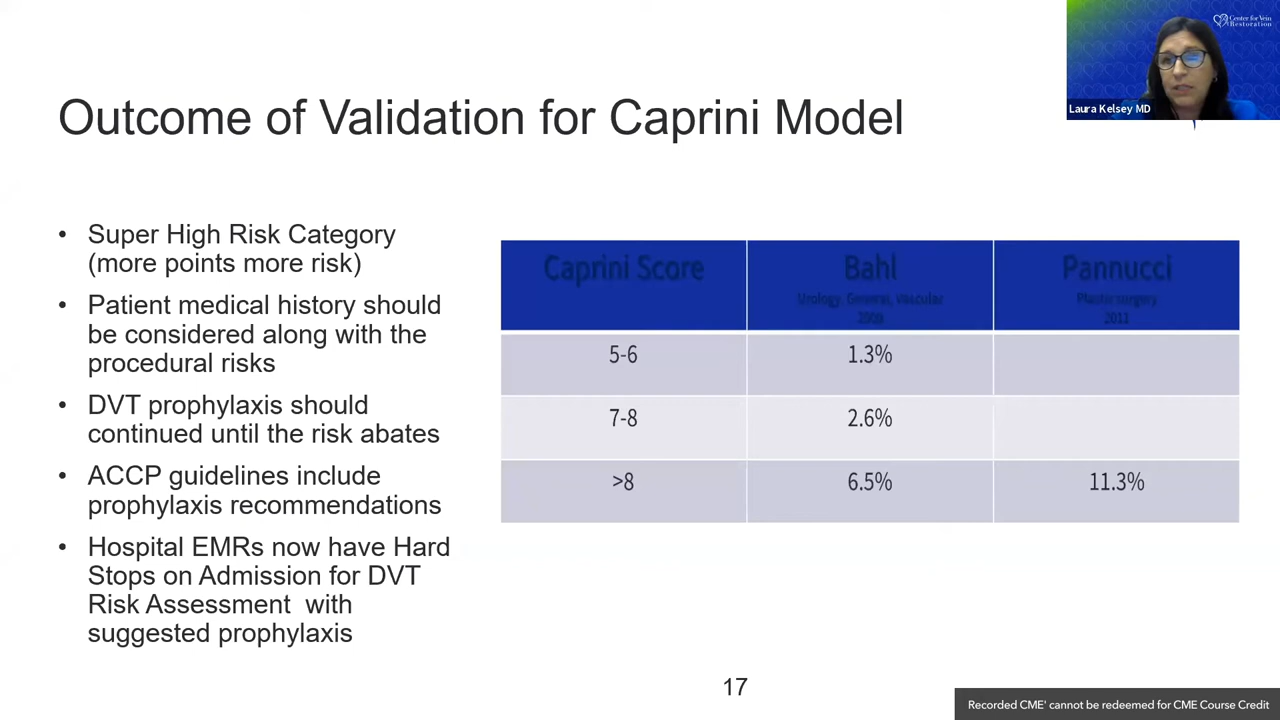 Center for Vein
Restoration
Laura Kelsey MD
Outcome of Validation for Caprini Model
• Super High Risk Category
(more points more risk)
• Patient medical history should
be considered along with the
procedural risks
• DVT prophylaxis should
continued until the risk abates
• ACCP guidelines include
prophylaxis recommendations
• Hospital EMRs now have Hard
Stops on Admission for DVT
Risk Assessment with
suggested prophylaxis
Caprini Score Bahl Pannucci
Urology, General, vascular Plastic surgery
2009 2011
5-6 1.3%
7-8 2.6%
>8 6.5% 11.3%
17
Recorded CME' cannot be redeemed for CME Course Credit